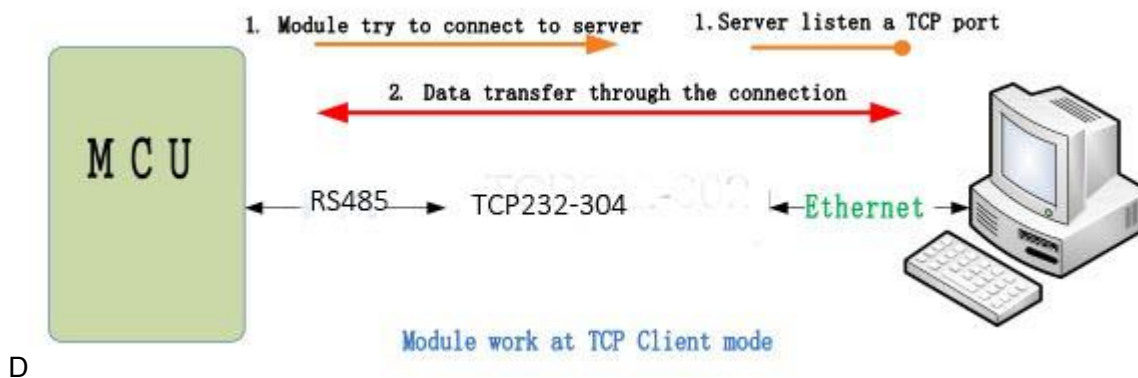 1. Module try to connect to server
1.Server listen a TCP port
2. Data transfer through the connection
MCU
RS485
TCP232-304
Ethernet
Module work at TCP Client mode
D